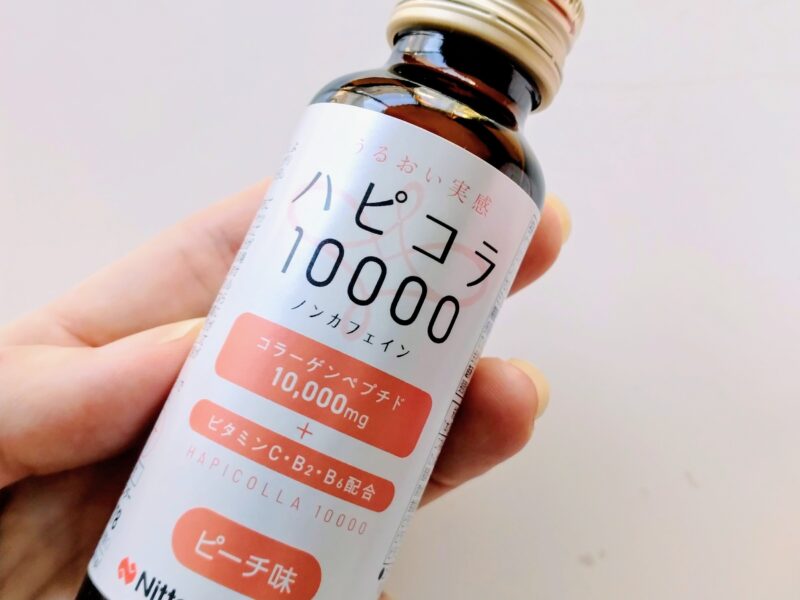 うるおい実感
ハピコラ
10000
ノンカフェイン
コラーゲンペプチド
10,000mg
+
ビタミンC・B₂・B₆配合
HAPICOLLA 10000
ピーチ味